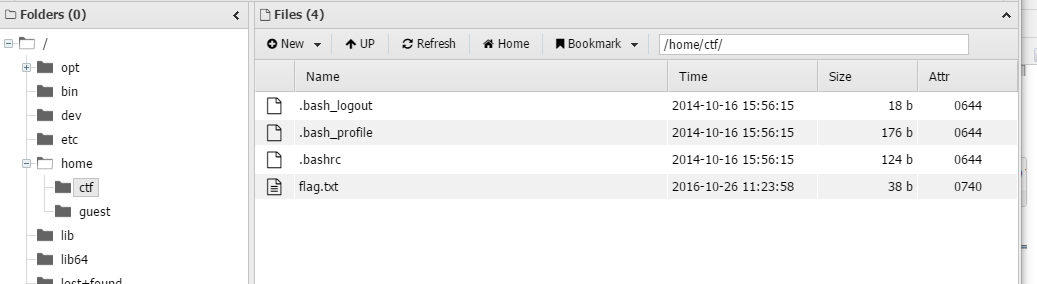 Folders (0)
/
opt
bin
dev
etc
home
ctf
guest
lib
lib64
lost+found
Files (4)
New UP Refresh Home Bookmark /home/ctf/
Name Time Size Attr
.bash_logout 2014-10-16 15:56:15 18 b 0644
.bash_profile 2014-10-16 15:56:15 176 b 0644
.bashrc 2014-10-16 15:56:15 124 b 0644
flag.txt 2016-10-26 11:23:58 38 b 0740